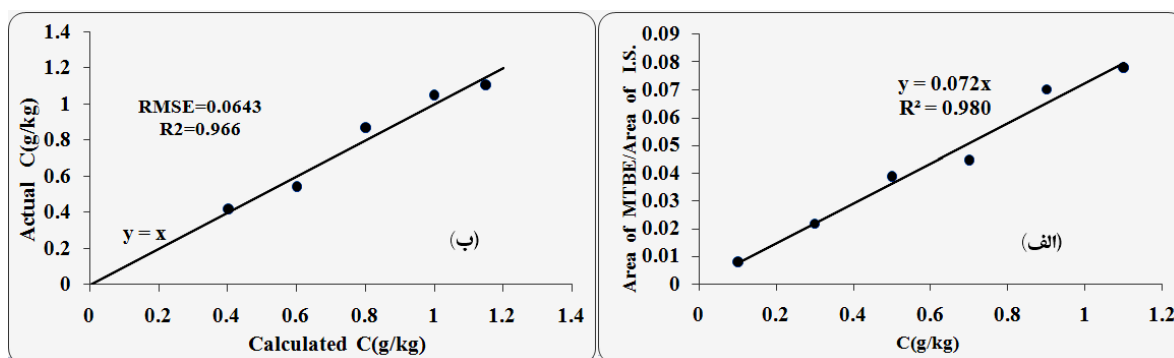 1.4
1.2
1
0.8
0.6
0.4
0.2
0
Actual C(g/kg)
RMSE=0.0643
R2=0.966
y = x
(ب)
0 0.2 0.4 0.6 0.8 1 1.2 1.4
Calculated C(g/kg)
0.09
0.08
0.07
0.06
0.05
0.04
0.03
0.02
0.01
0
Area of MTBE/Area of I.S.
y = 0.072x
R² = 0.980
(الف)
0 0.2 0.4 0.6 0.8 1 1.2
C(g/kg)